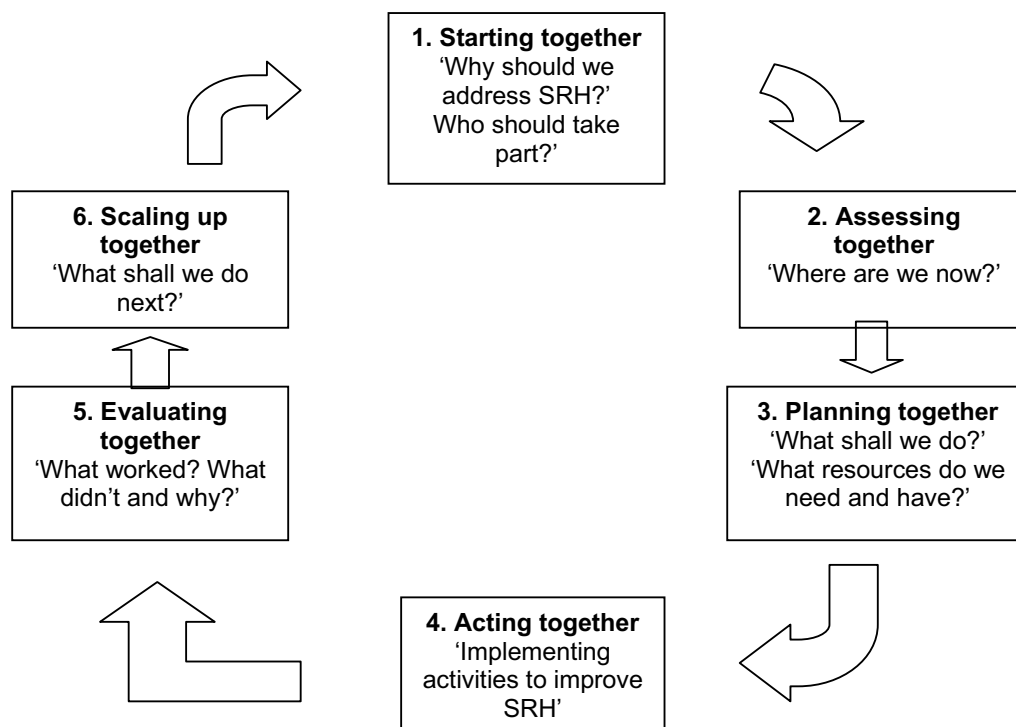 1. Starting together
‘Why should we
address SRH?’
Who should take
part?’
2. Assessing
together
‘Where are we now?’
3. Planning together
‘What shall we do?’
‘What resources do we
need and have?’
4. Acting together
‘Implementing
activities to improve
SRH’
5. Evaluating
together
‘What worked? What
didn’t and why?’
6. Scaling up
together
‘What shall we do
next?’